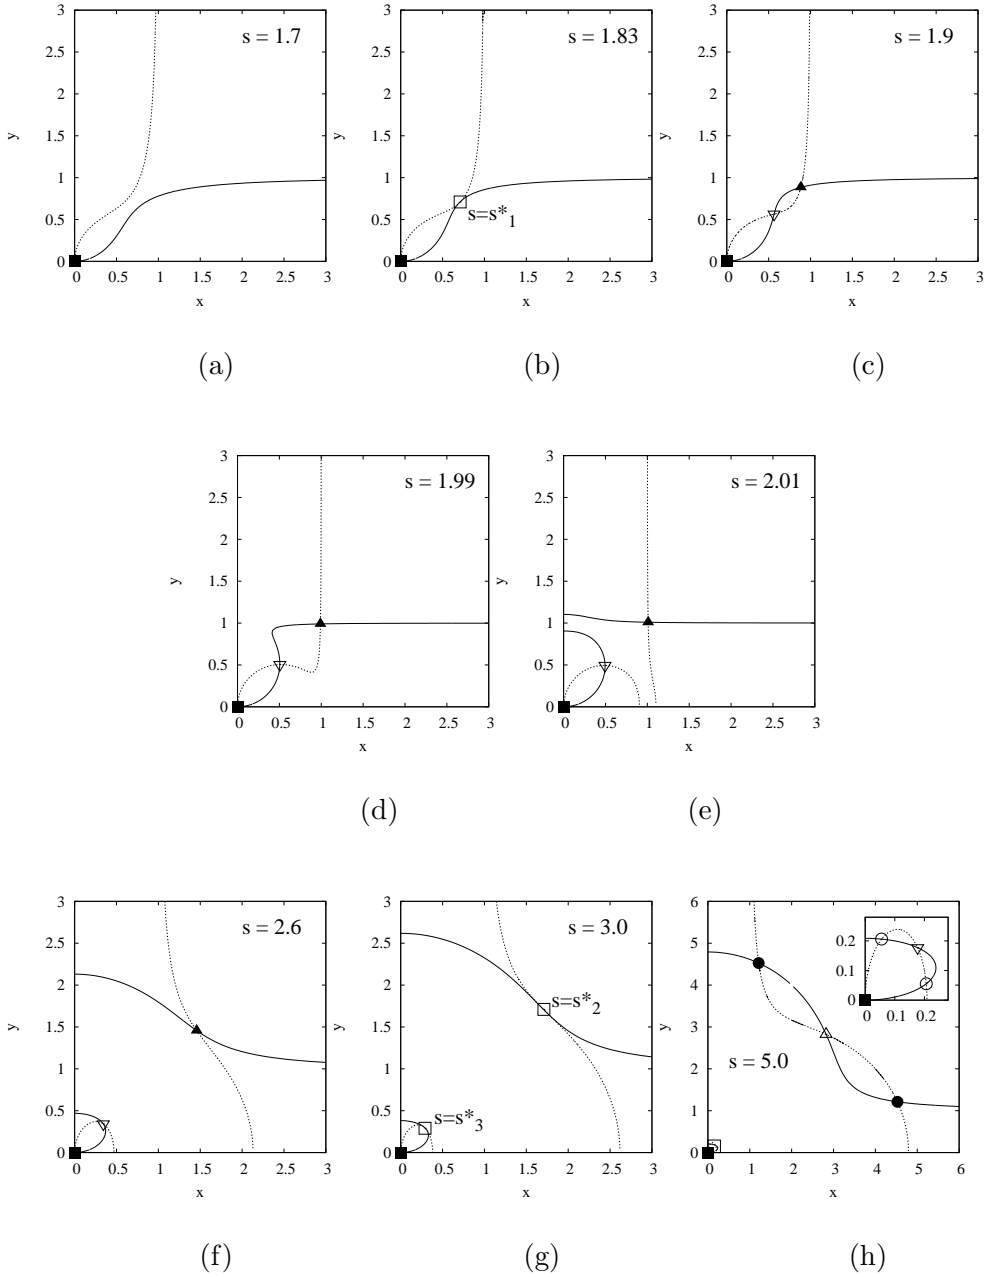 s = 1.7
s = 1.83
s = 1.9
3 2.5 2 1.5 1 0.5 0
3 2.5 2 1.5 1 0.5 0
3 2.5 2 1.5 1 0.5 0
y
y
y
s=s*1
0 0.5 1 1.5 2 2.5 3
0 0.5 1 1.5 2 2.5 3
0 0.5 1 1.5 2 2.5 3
x
x
x
(a)
(b)
(c)
s = 1.99
s = 2.01
3 2.5 2 1.5 1 0.5 0
3 2.5 2 1.5 1 0.5 0
y
y
0 0.5 1 1.5 2 2.5 3
0 0.5 1 1.5 2 2.5 3
x
x
(d)
(e)
s = 2.6
s = 3.0
3 2.5 2 1.5 1 0.5 0
3 2.5 2 1.5 1 0.5 0
6 5 4 3 2 1 0
y
y
y
s=s*2
s=s*3
0.2 0.1 0
0 0.1 0.2
s = 5.0
0 0.5 1 1.5 2 2.5 3
0 0.5 1 1.5 2 2.5 3
0 1 2 3 4 5 6
x
x
x
(f)
(g)
(h)